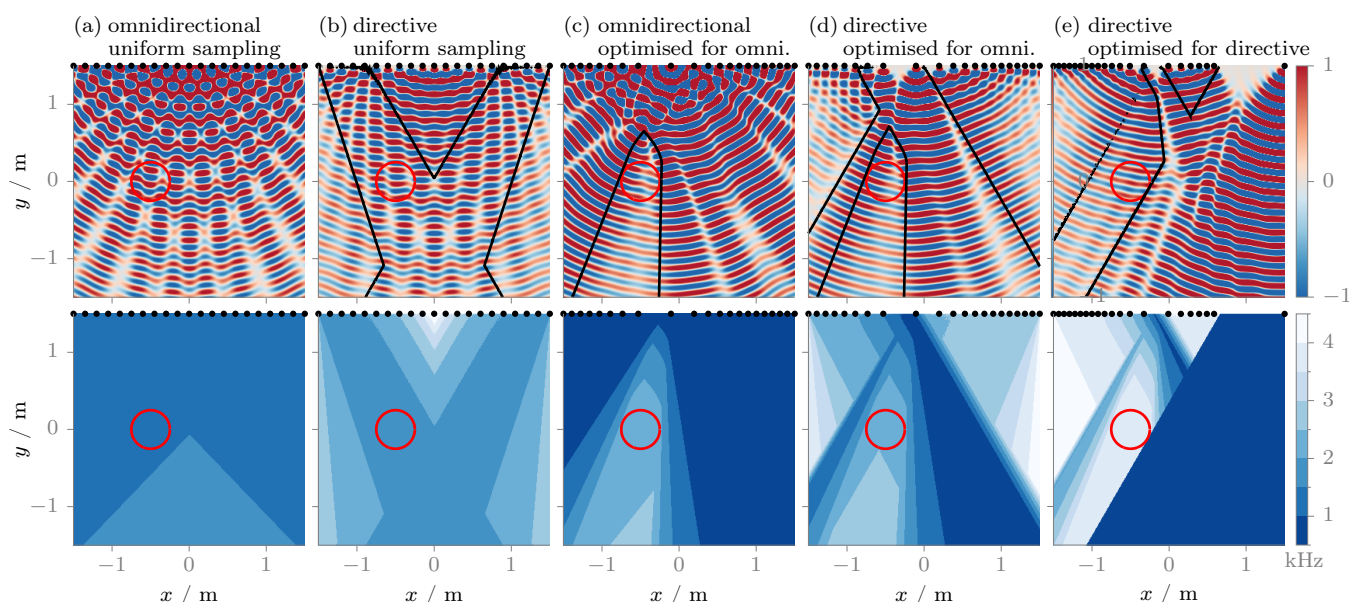 (a) omnidirectional
uniform sampling
(b) directive
uniform sampling
(c) omnidirectional
optimised for omni.
(d) directive
optimised for omni.
(e) directive
optimised for directive
1
0
−1
y / m
1
1
0
−1
−1
1
0
−1
y / m
4
3
2
1
kHz
−1 0 1
−1 0 1
−1 0 1
−1 0 1
−1 0 1
x / m
x / m
x / m
x / m
x / m